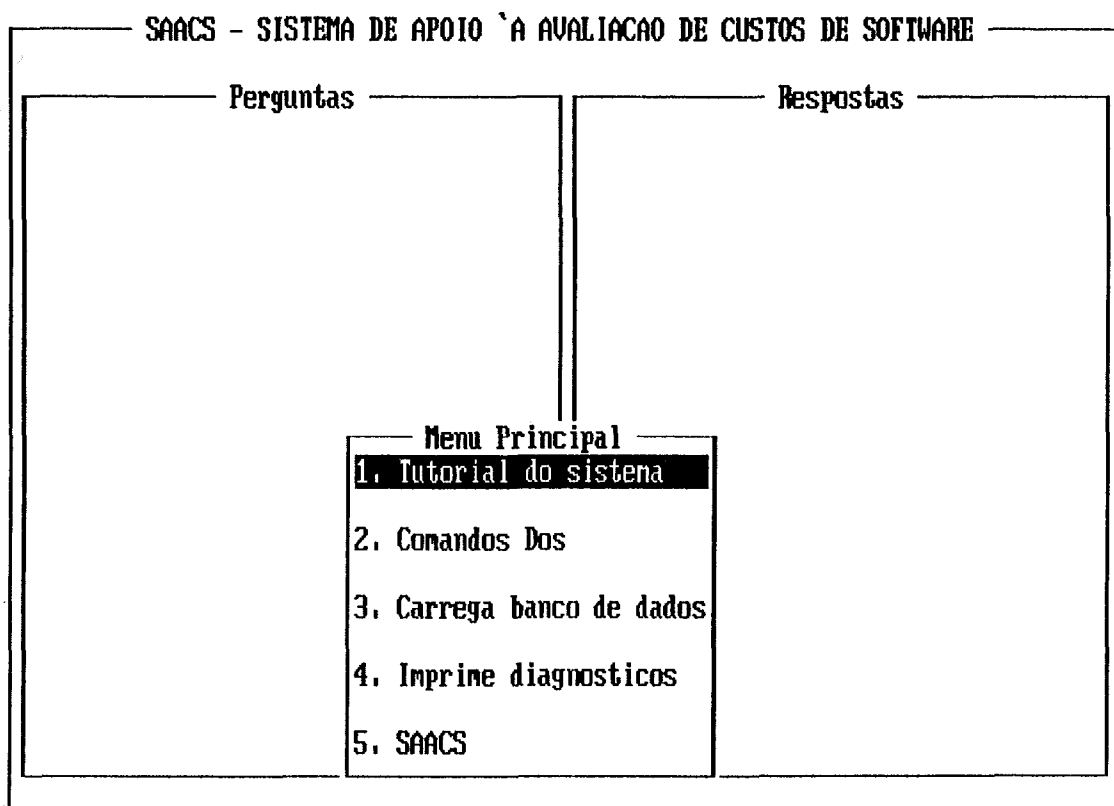 SAACS - SISTEMA DE APOIO `A AVALIACAO DE CUSTOS DE SOFTWARE
Perguntas
Respostas
Menu Principal
1. Tutorial do sistema
2. Comandos Dos
3. Carrega banco de dados
4. Imprime diagnosticos
5. SAACS